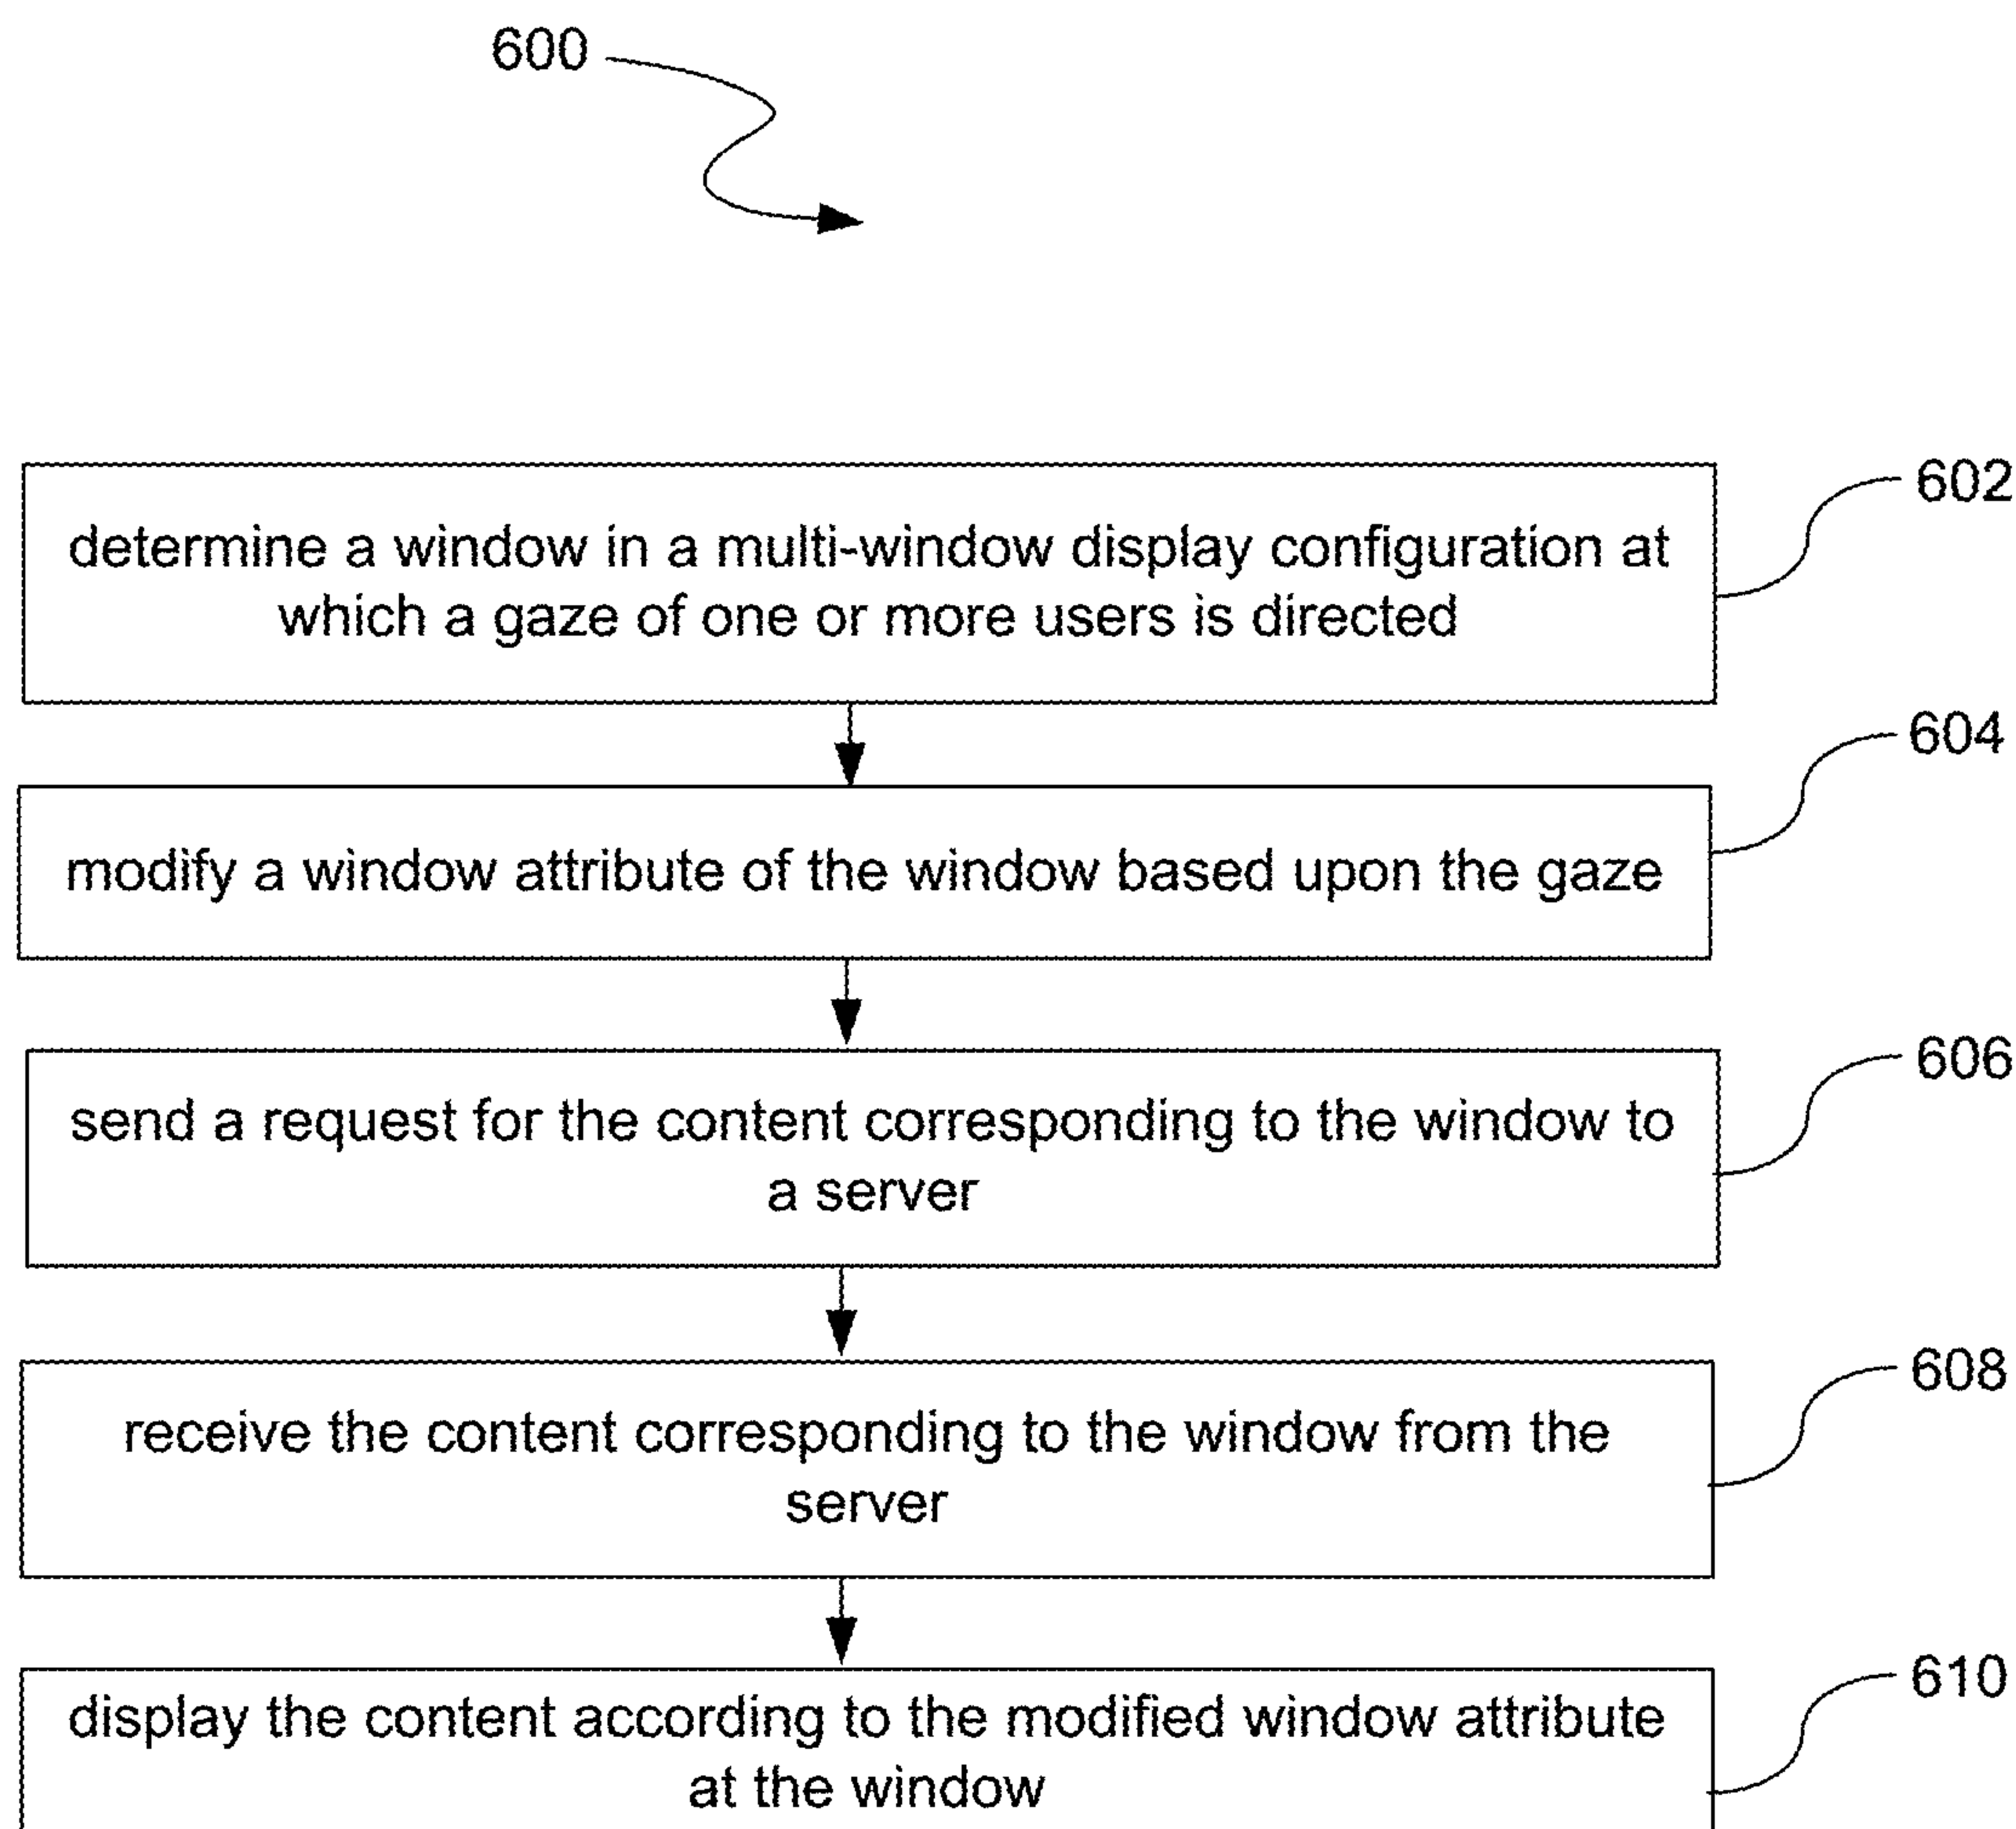 600
602
determine a window in a multi-window display configuration at
which a gaze of one or more users is directed
604
modify a window attribute of the window based upon the gaze
606
send a request for the content corresponding to the window to
a server
608
receive the content corresponding to the window from the
server
610
display the content according to the modified window attribute
at the window